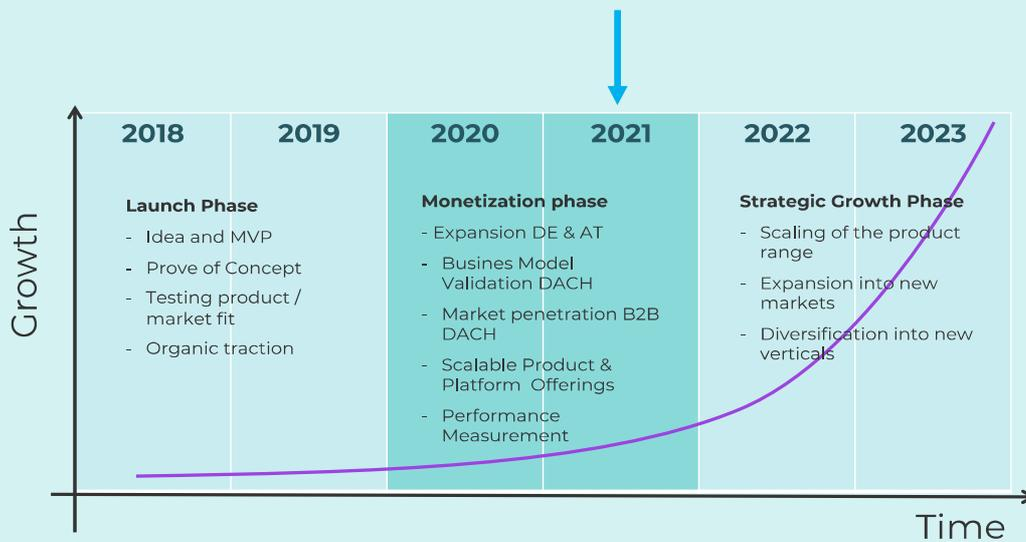 2018
2019
2020
2021
2022
2023
Launch Phase
- Idea and MVP
- Prove of Concept
- Testing product /
market fit
- Organic traction
Monetization phase
- Expansion DE & AT
- Busines Model
Validation DACH
- Market penetration B2B
DACH
- Scalable Product &
Platform Offerings
- Performance
Measurement
Strategic Growth Phase
- Scaling of the product
range
- Expansion into new
markets
- Diversification into new
verticals
Growth
Time